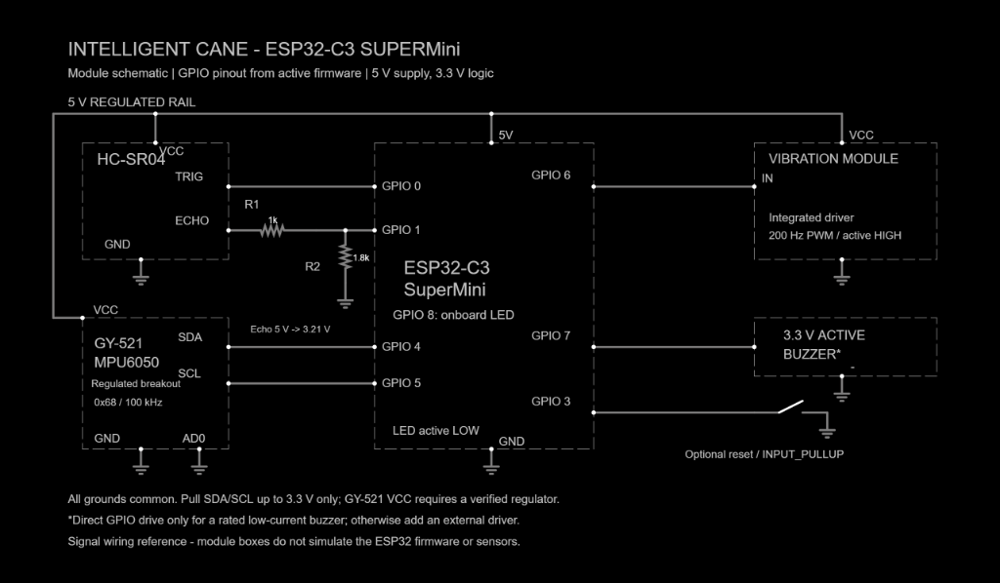 INTELLIGENT CANE - ESP32-C3 SUPERMini
Module schematic | GPIO pinout from active firmware | 5 V supply, 3.3 V logic
5 V REGULATED RAIL
HC-SR04
VCC
TRIG
ECHO
GND
R1
1k
R2
1.8k
Echo 5 V -> 3.21 V
VCC
GY-521
MPU6050
Regulated breakout
0x68 / 100 kHz
SDA
SCL
GND
AD0
5V
GPIO 0
GPIO 1
ESP32-C3
SuperMini
GPIO 8: onboard LED
GPIO 4
GPIO 5
LED active LOW
GND
GPIO 6
GPIO 7
GPIO 3
VCC
VIBRATION MODULE
IN
Integrated driver
200 Hz PWM / active HIGH
3.3 V ACTIVE
BUZZER*
-
Optional reset / INPUT_PULLUP
All grounds common. Pull SDA/SCL up to 3.3 V only; GY-521 VCC requires a verified regulator.
*Direct GPIO drive only for a rated low-current buzzer; otherwise add an external driver.
Signal wiring reference - module boxes do not simulate the ESP32 firmware or sensors.